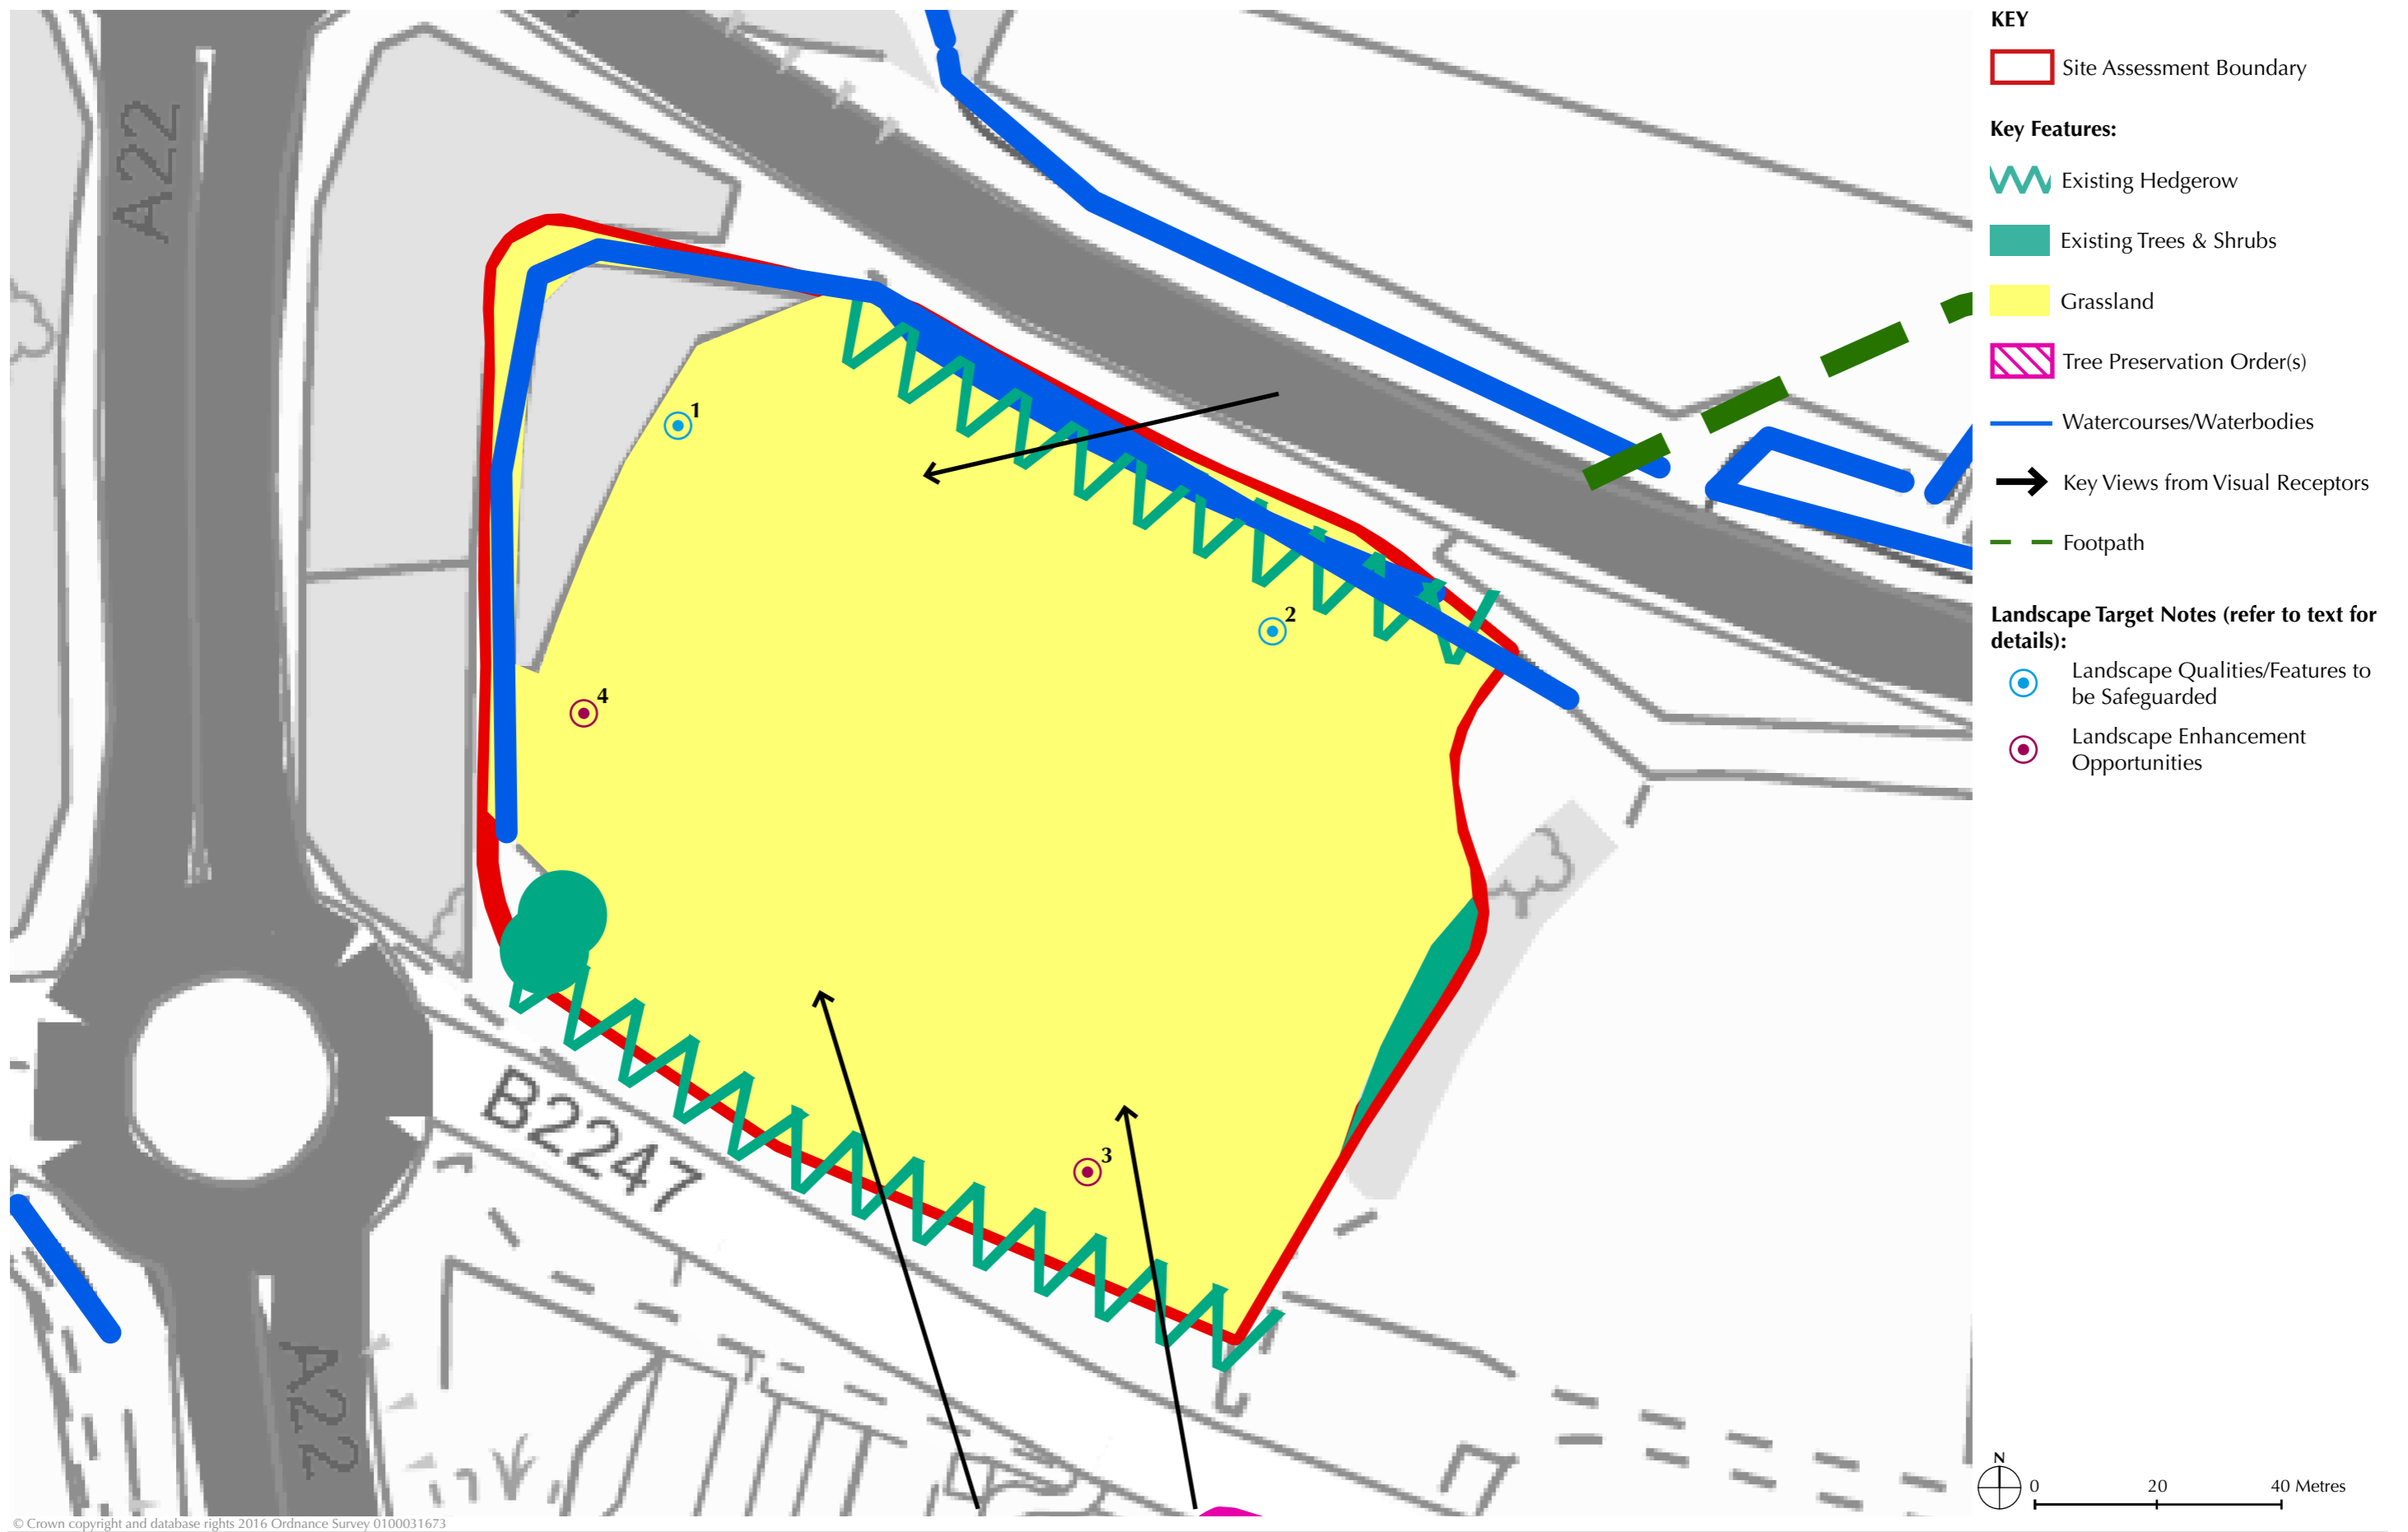 A22
1
2
4
3
B2247
A22
© Crown copyright and database rights 2016 Ordnance Survey 0100031673
KEY
Site Assessment Boundary
Key Features:
Existing Hedgerow
Existing Trees & Shrubs
Grassland
Tree Preservation Order(s)
Watercourses/Waterbodies
Key Views from Visual Receptors
Footpath
Landscape Target Notes (refer to text for
details):
Landscape Qualities/Features to
be Safeguarded
Landscape Enhancement
Opportunities
N
0 20 40 Metres